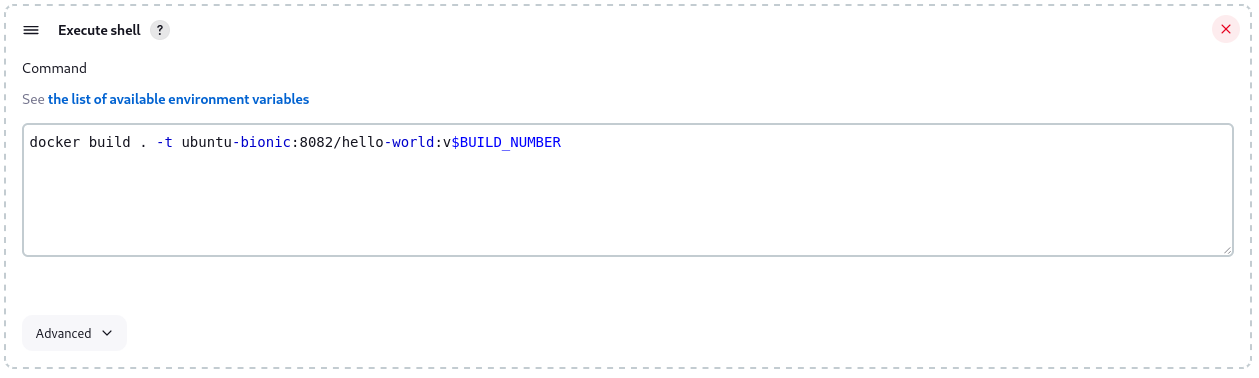 Execute shell ?
Command
See the list of available environment variables
docker build . -t ubuntu-bionic:8082/hello-world:v$BUILD_NUMBER
Advanced